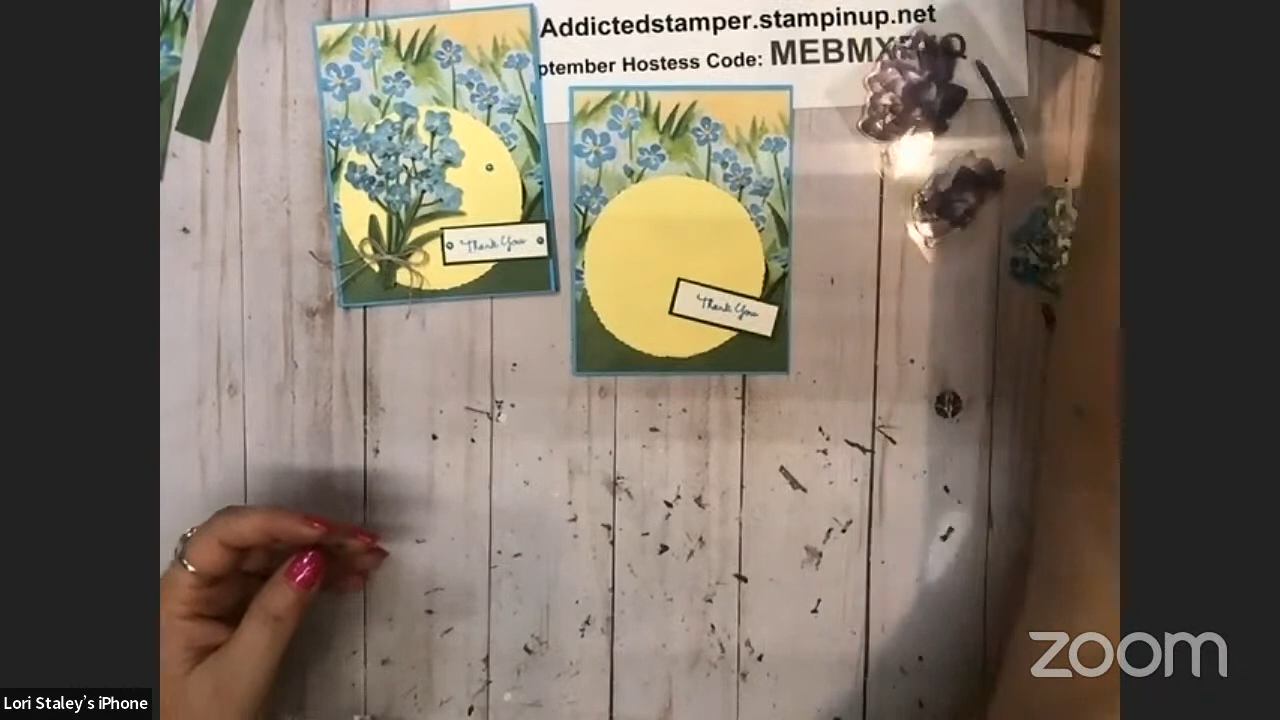 Addictedstamper.stampinup.net
ptember Hostess Code:
Thank You
Thank You
zoom
Lori Staley's iPhone